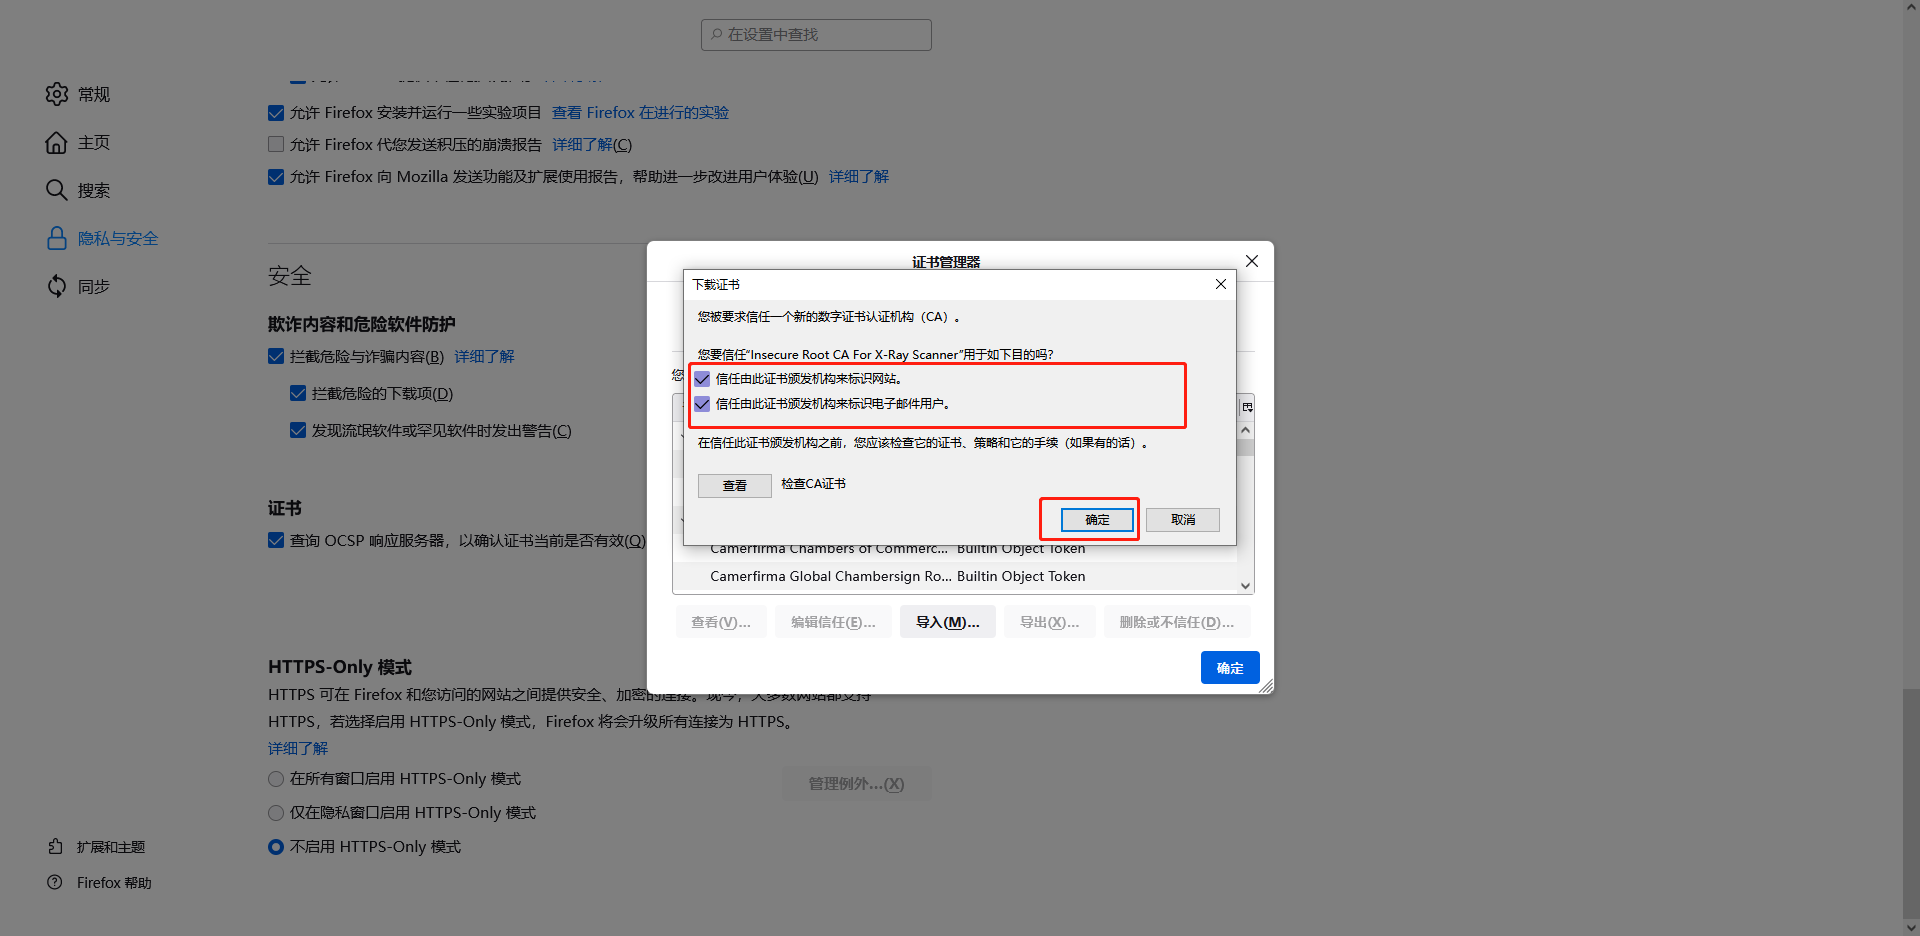 在设置中查找
常规
主页
搜索
隐私与安全
同步
扩展和主题
Firefox 帮助
允许 Firefox 安装并运行一些实验项目 查看 Firefox 在进行的实验
允许 Firefox 代您发送积压的崩溃报告 详细了解(C)
允许 Firefox 向 Mozilla 发送功能及扩展使用报告，帮助进一步改进用户体验(U) 详细了解
安全
欺诈内容和危险软件防护
拦截危险与诈骗内容(B) 详细了解
拦截危险的下载项(D)
发现流氓软件或罕见软件时发出警告(C)
证书
查询 OCSP 响应服务器，以确认证书当前是否有效(Q)
HTTPS-Only 模式
HTTPS 可在 Firefox 和您访问的网站之间提供安全、加密的连接。现今，大多数网站都支持
HTTPS，若选择启用 HTTPS-Only 模式，Firefox 将会升级所有连接为 HTTPS。
详细了解
在所有窗口启用 HTTPS-Only 模式
管理例外...(X)
仅在隐私窗口启用 HTTPS-Only 模式
不启用 HTTPS-Only 模式
证书管理器
您
下载证书
您被要求信任一个新的数字证书认证机构（CA）。
您要信任“Insecure Root CA For X-Ray Scanner”用于如下目的吗？
信任由此证书颁发机构来标识网站。
信任由此证书颁发机构来标识电子邮件用户。
在信任此证书颁发机构之前，您应该检查它的证书、策略和它的手续（如果有的话）。
查看 检查CA证书
确定 取消
Camerfirma Chambers of Commerc... Builtin Object Token
Camerfirma Global Chambersign Ro... Builtin Object Token
查看(V)... 编辑信任(E)... 导入(M)... 导出(X)... 删除或不信任(D)...
确定